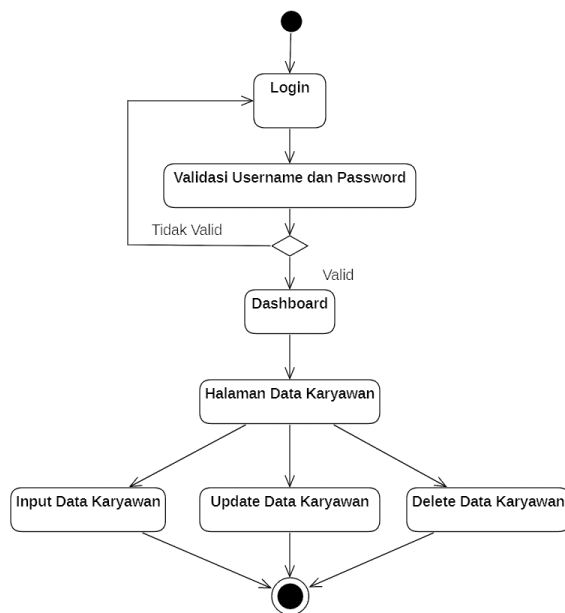 Login
Validasi Username dan Password
Tidak Valid
Valid
Dashboard
Halaman Data Karyawan
Input Data Karyawan
Update Data Karyawan
Delete Data Karyawan